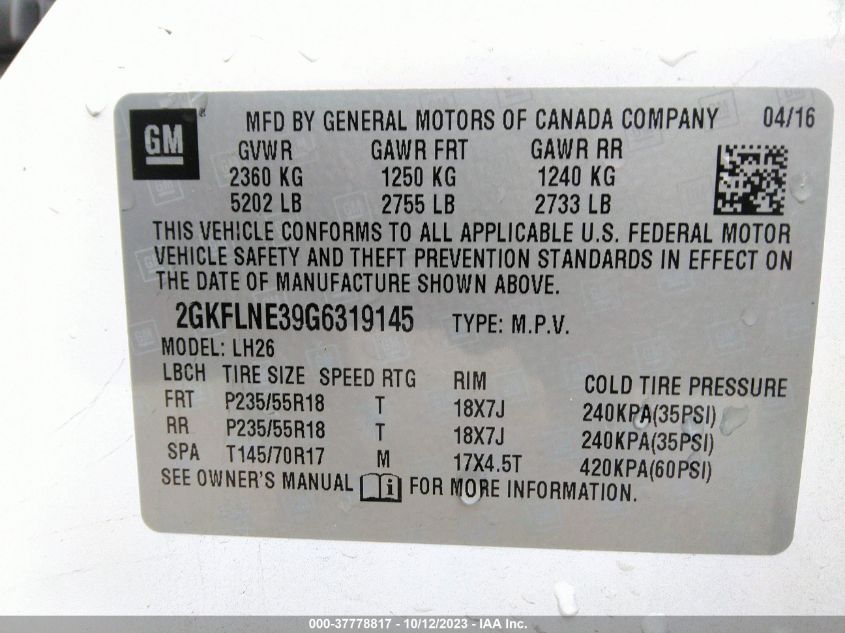 GM
MFD BY GENERAL MOTORS OF CANADA COMPANY 04/16
GVWR GAWR FRT GAWR RR
2360 KG 1250 KG 1240 KG
5202 LB 2755 LB 2733 LB
THIS VEHICLE CONFORMS TO ALL APPLICABLE U.S. FEDERAL MOTOR
VEHICLE SAFETY AND THEFT PREVENTION STANDARDS IN EFFECT ON
THE DATE OF MANUFACTURE SHOWN ABOVE.
2GKFLNE39G6319145 TYPE: M.P.V.
MODEL: LH26
LBCH TIRE SIZE SPEED RTG RIM COLD TIRE PRESSURE
FRT P235/55R18 T 18X7J 240KPA(35PSI)
RR P235/55R18 T 18X7J 240KPA(35PSI)
SPA T145/70R17 M 17X4.5T 420KPA(60PSI)
SEE OWNER'S MANUAL i FOR MORE INFORMATION.
000-37778817 - 10/12/2023 - IAA Inc.